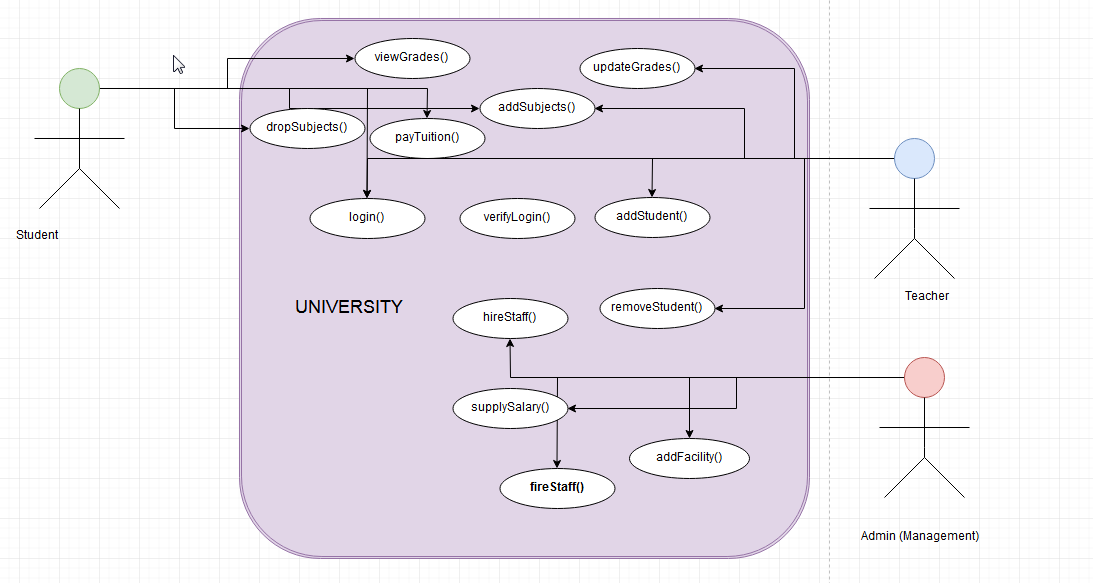 viewGrades()
updateGrades()
addSubjects()
dropSubjects()
payTuition()
login()
verifyLogin()
addStudent()
Student
Teacher
UNIVERSITY
removeStudent()
hireStaff()
supplySalary()
addFacility()
fireStaff()
Admin (Management)